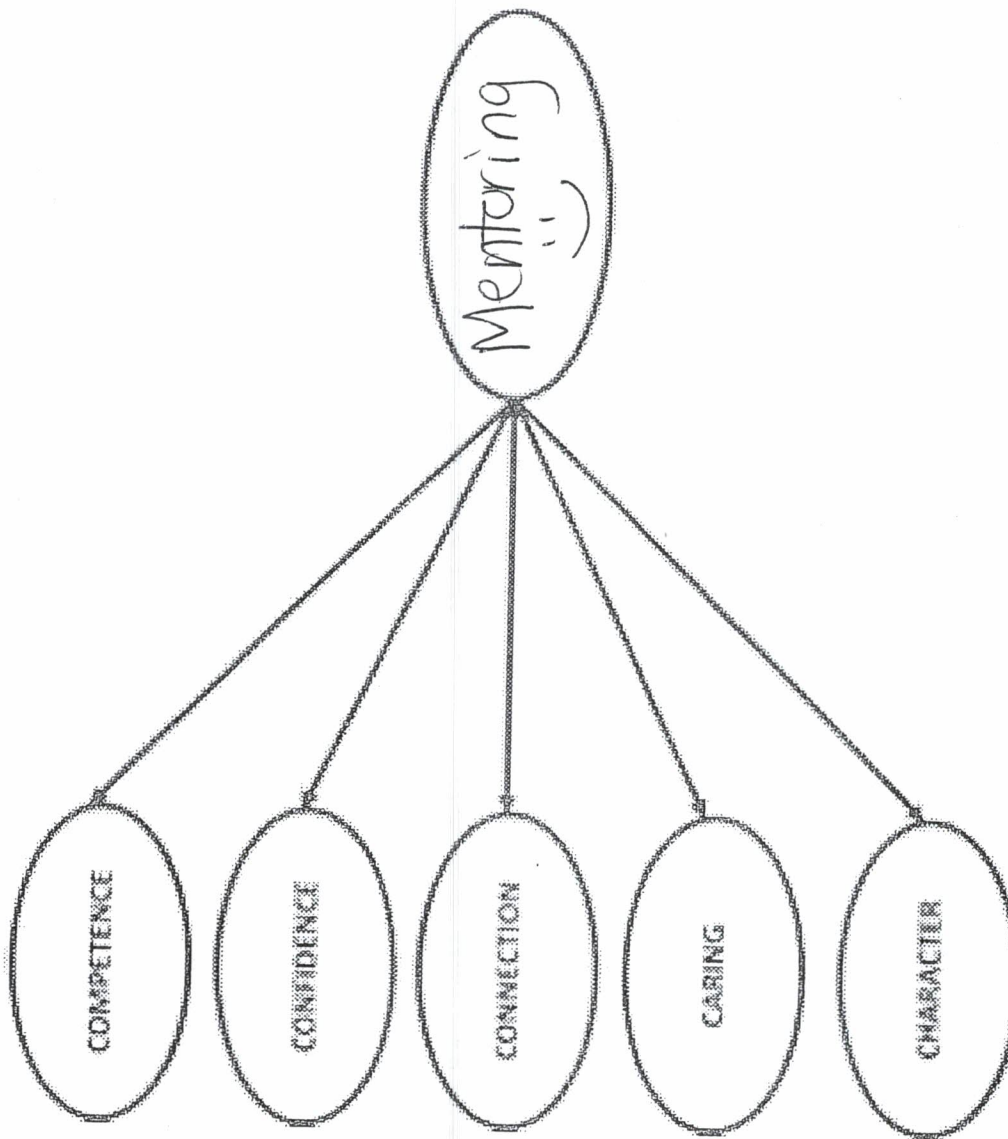 Mentoring
COMPETENCE
CONFIDENCE
CONNECTION
CARING
CHARACTER